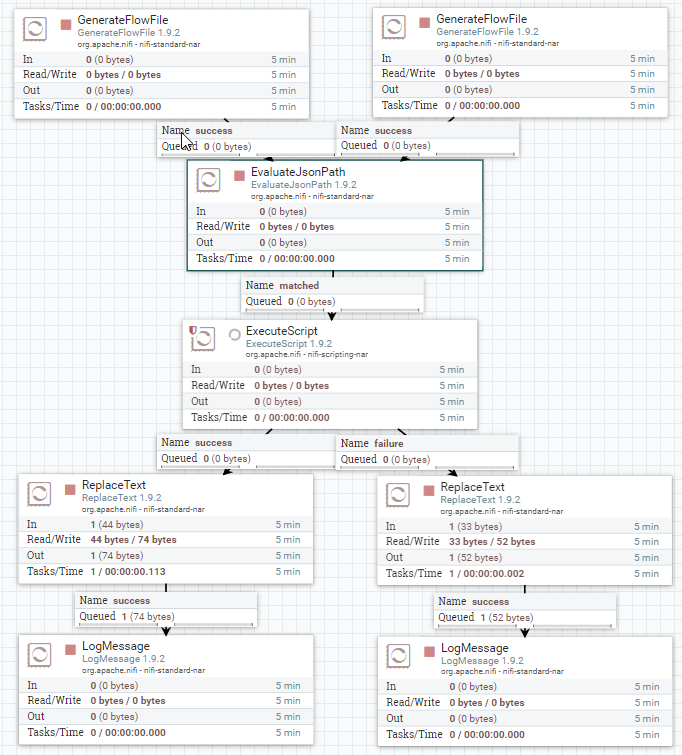 GenerateFlowFile
GenerateFlowFile 1.9.2
org.apache.nifi - nifi-standard-nar
In 0 (0 bytes) 5 min
Read/Write 0 bytes / 0 bytes 5 min
Out 0 (0 bytes) 5 min
Tasks/Time 0 / 00:00:00.000 5 min
GenerateFlowFile
GenerateFlowFile 1.9.2
org.apache.nifi - nifi-standard-nar
In 0 (0 bytes) 5 min
Read/Write 0 bytes / 0 bytes 5 min
Out 0 (0 bytes) 5 min
Tasks/Time 0 / 00:00:00.000 5 min
Name success
Queued 0 (0 bytes)
Name success
Queued 0 (0 bytes)
EvaluateJsonPath
EvaluateJsonPath 1.9.2
org.apache.nifi - nifi-standard-nar
In 0 (0 bytes) 5 min
Read/Write 0 bytes / 0 bytes 5 min
Out 0 (0 bytes) 5 min
Tasks/Time 0 / 00:00:00.000 5 min
Name matched
Queued 0 (0 bytes)
ExecuteScript
ExecuteScript 1.9.2
org.apache.nifi - nifi-scripting-nar
In 0 (0 bytes) 5 min
Read/Write 0 bytes / 0 bytes 5 min
Out 0 (0 bytes) 5 min
Tasks/Time 0 / 00:00:00.000 5 min
Name success
Queued 0 (0 bytes)
Name failure
Queued 0 (0 bytes)
ReplaceText
ReplaceText 1.9.2
org.apache.nifi - nifi-standard-nar
In 1 (44 bytes) 5 min
Read/Write 44 bytes / 74 bytes 5 min
Out 1 (74 bytes) 5 min
Tasks/Time 1 / 00:00:00.113 5 min
ReplaceText
ReplaceText 1.9.2
org.apache.nifi - nifi-standard-nar
In 1 (33 bytes) 5 min
Read/Write 33 bytes / 52 bytes 5 min
Out 1 (52 bytes) 5 min
Tasks/Time 1 / 00:00:00.002 5 min
Name success
Queued 1 (74 bytes)
Name success
Queued 1 (52 bytes)
LogMessage
LogMessage 1.9.2
org.apache.nifi - nifi-standard-nar
In 0 (0 bytes) 5 min
Read/Write 0 bytes / 0 bytes 5 min
Out 0 (0 bytes) 5 min
Tasks/Time 0 / 00:00:00.000 5 min
LogMessage
LogMessage 1.9.2
org.apache.nifi - nifi-standard-nar
In 0 (0 bytes) 5 min
Read/Write 0 bytes / 0 bytes 5 min
Out 0 (0 bytes) 5 min
Tasks/Time 0 / 00:00:00.000 5 min